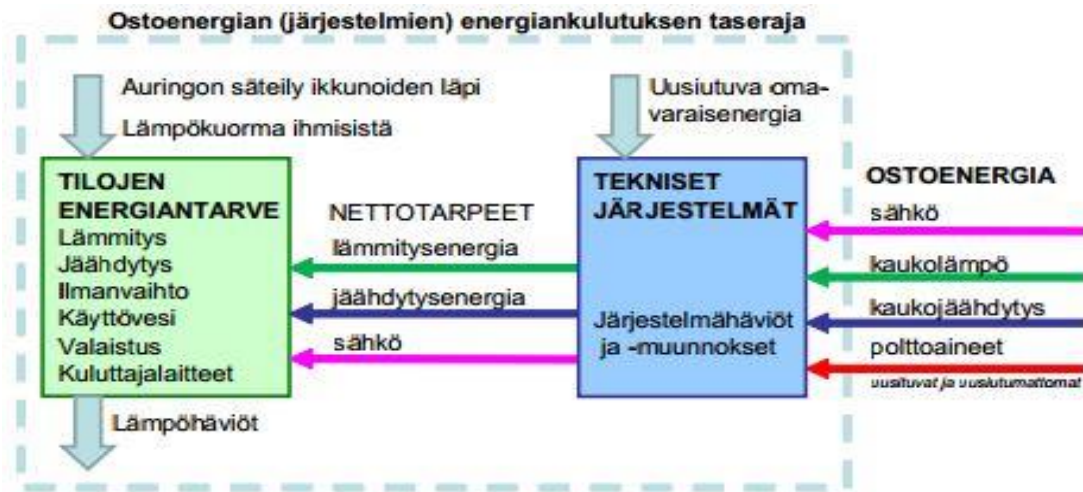 Ostoenergian (järjestelmien) energiankulutuksen taseraja
Auringon säteily ikkunoiden läpi
Lämpökuorma ihmisistä
Uusiutuva oma-
varaisenergia
TILOJEN
ENERGIANTARVE
Lämmitys
Jäähdytys
Ilmanvaihto
Käyttövesi
Valaistus
Kuluttajalaitteet
NETTOTARPEET
lämmitysenergia
jäähdytysenergia
sähkö
TEKNISET
JÄRJESTELMÄT
Järjestelmähäviöt
ja -muunnokset
OSTOENERGIA
sähkö
kaukolämpö
kaukojäähdytys
polttoaineet
uusituvat ja uusiutumattomat
Lämpöhäviöt